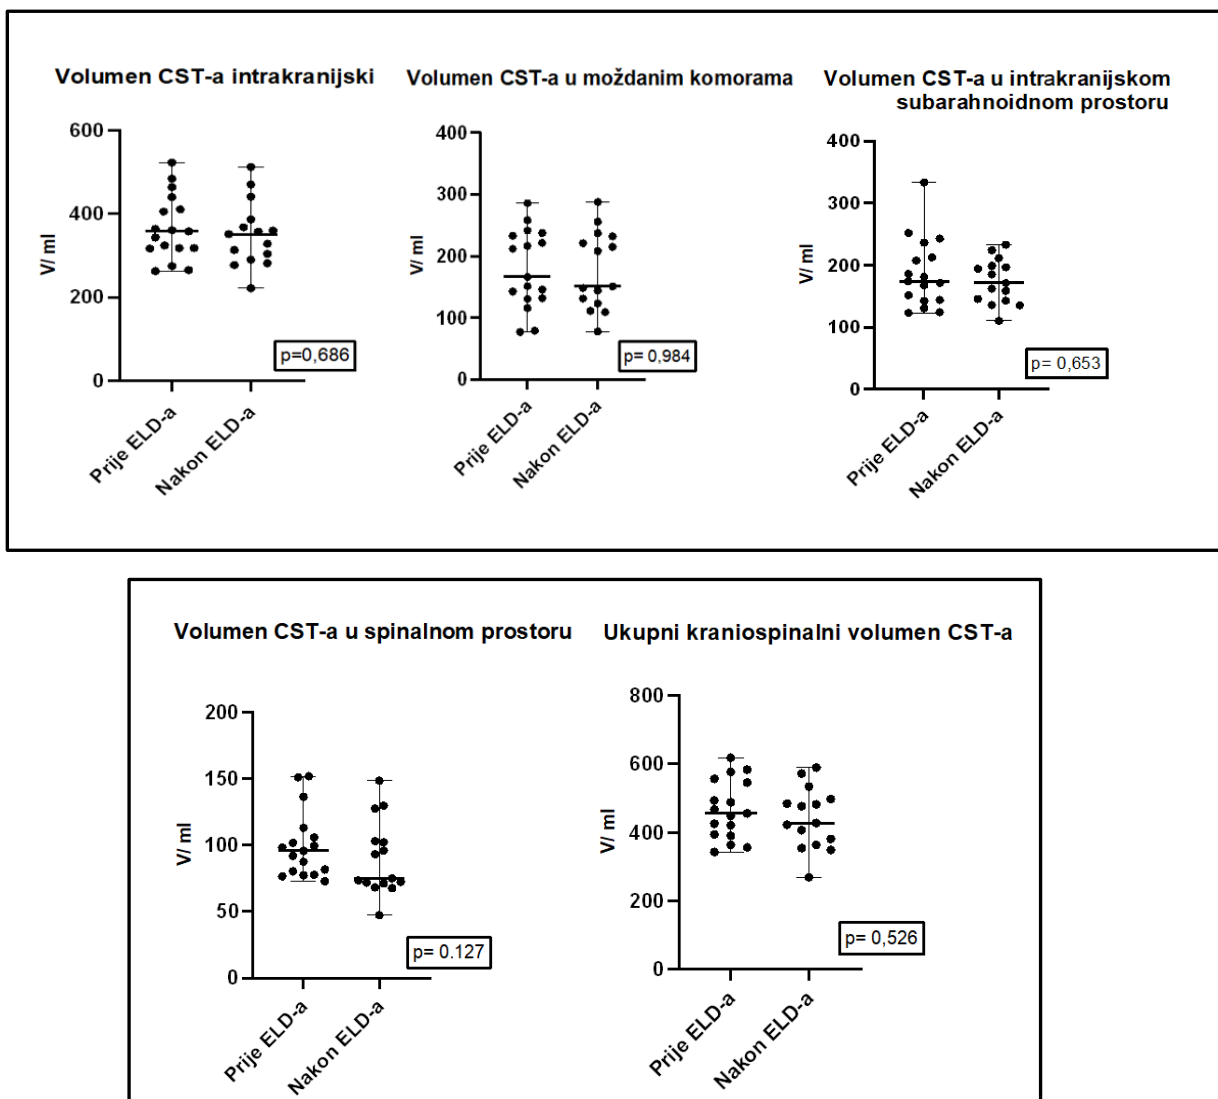 Volumen CST-a intrakranijski
600
400
200
0
V/ ml
p=0,686
Prije ELD-a
Nakon ELD-a
Volumen CST-a u moždanim komorama
400
300
200
100
0
V/ ml
p= 0,984
Prije ELD-a
Nakon ELD-a
Volumen CST-a u intrakranijskom
subarahnoidnom prostoru
400
300
200
100
0
V/ ml
p= 0,653
Prije ELD-a
Nakon ELD-a
Volumen CST-a u spinalnom prostoru
200
150
100
50
0
V/ ml
p= 0.127
Prije ELD-a
Nakon ELD-a
Ukupni kraniospinalni volumen CST-a
800
600
400
200
0
V/ ml
p= 0,526
Prije ELD-a
Nakon ELD-a